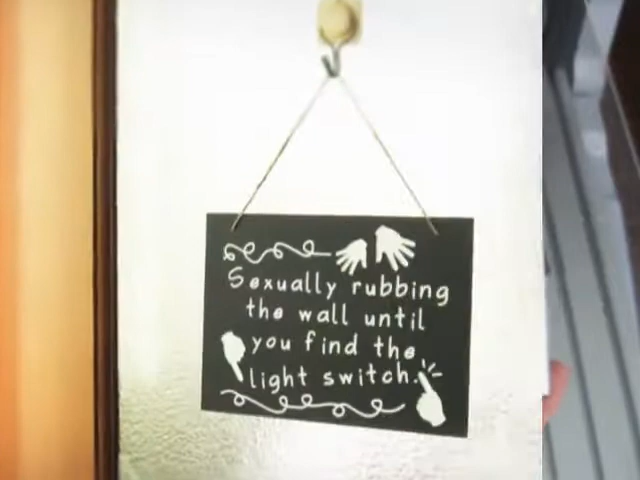 Sexually rubbing
the wall until
you find the
light switch.